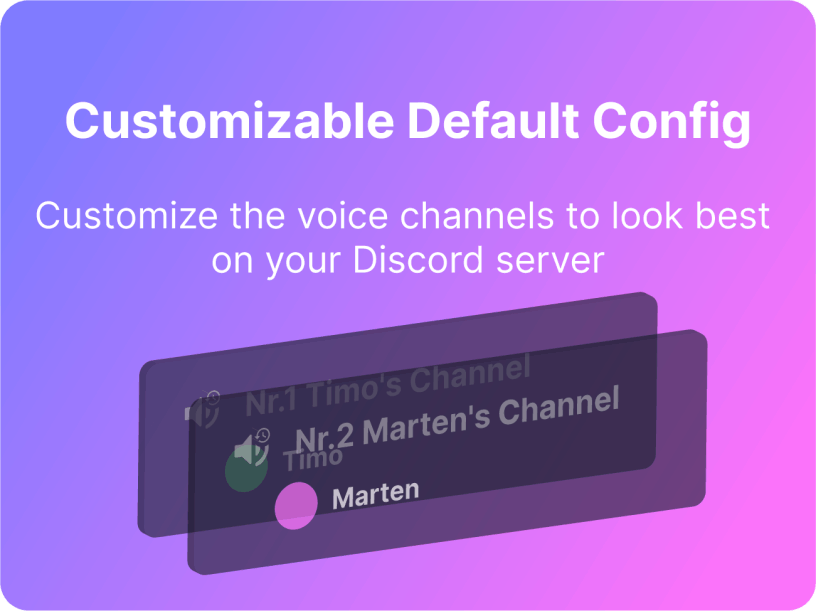 Customizable Default Config
Customize the voice channels to look best
on your Discord server
Nr.1 Timo's Channel
Timo
Nr.2 Marten's Channel
Marten